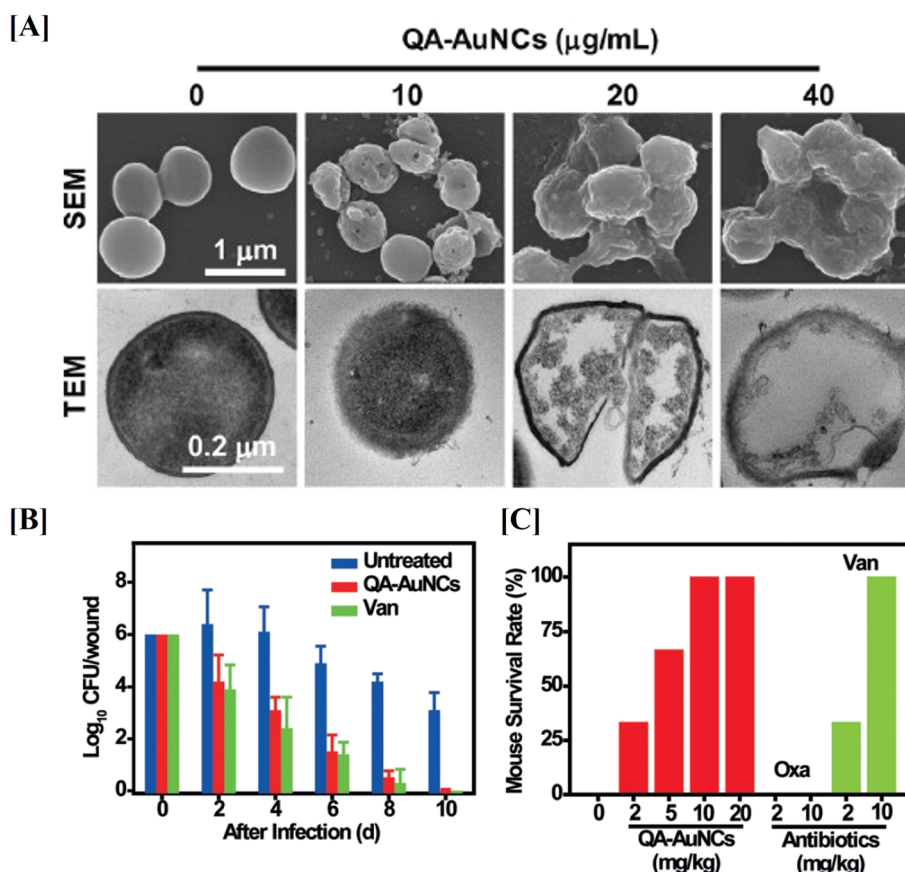 [A]
QA-AuNCs (μg/mL)
0 10 20 40
SEM
1 μm
TEM
0.2 μm
[B]
Log10 CFU/wound
8
6
4
2
0
Untreated
QA-AuNCs
Van
0 2 4 6 8 10
After Infection (d)
[C]
Mouse Survival Rate (%)
100
75
50
25
0
Van
Oxa
0 2 5 10 20 2 10 2 10
QA-AuNCs Antibiotics
(mg/kg) (mg/kg)